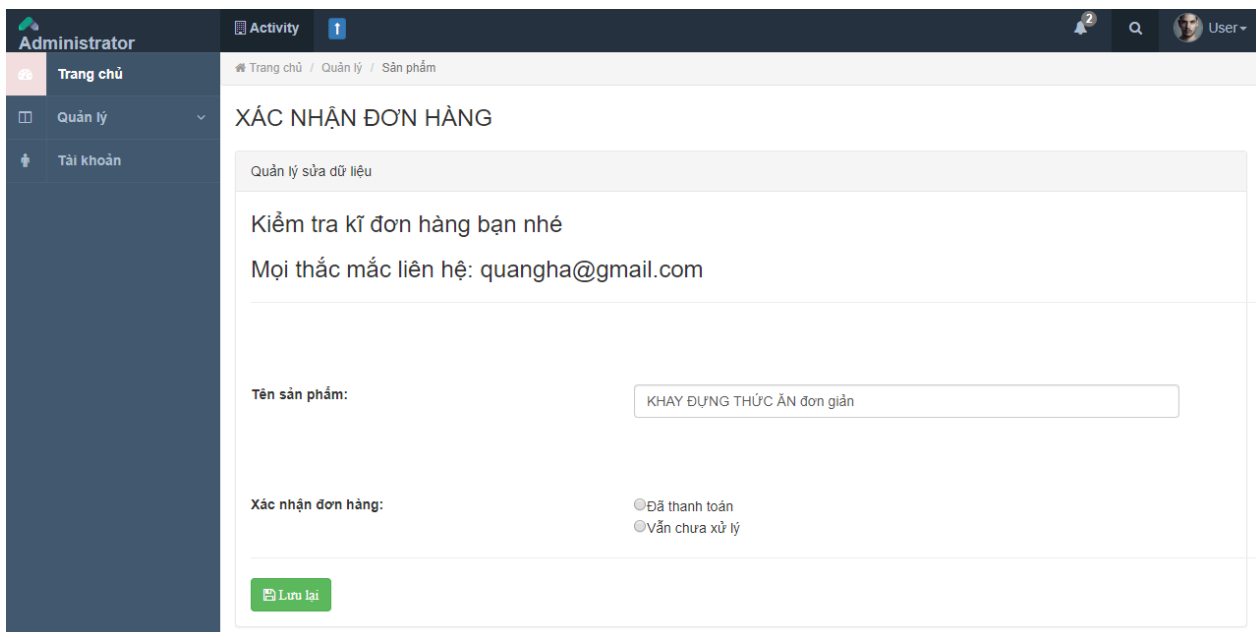 Administrator
Activity
2
User
Trang chủ
Quản lý
Tài khoản
Trang chủ / Quản lý / Sản phẩm
XÁC NHẬN ĐƠN HÀNG
Quản lý sửa dữ liệu
Kiểm tra kĩ đơn hàng bạn nhé
Mọi thắc mắc liên hệ: quangha@gmail.com
Tên sản phẩm:
KHAY ĐỰNG THỨC ĂN đơn giản
Xác nhận đơn hàng:
Đã thanh toán
Vẫn chưa xử lý
Lưu lại